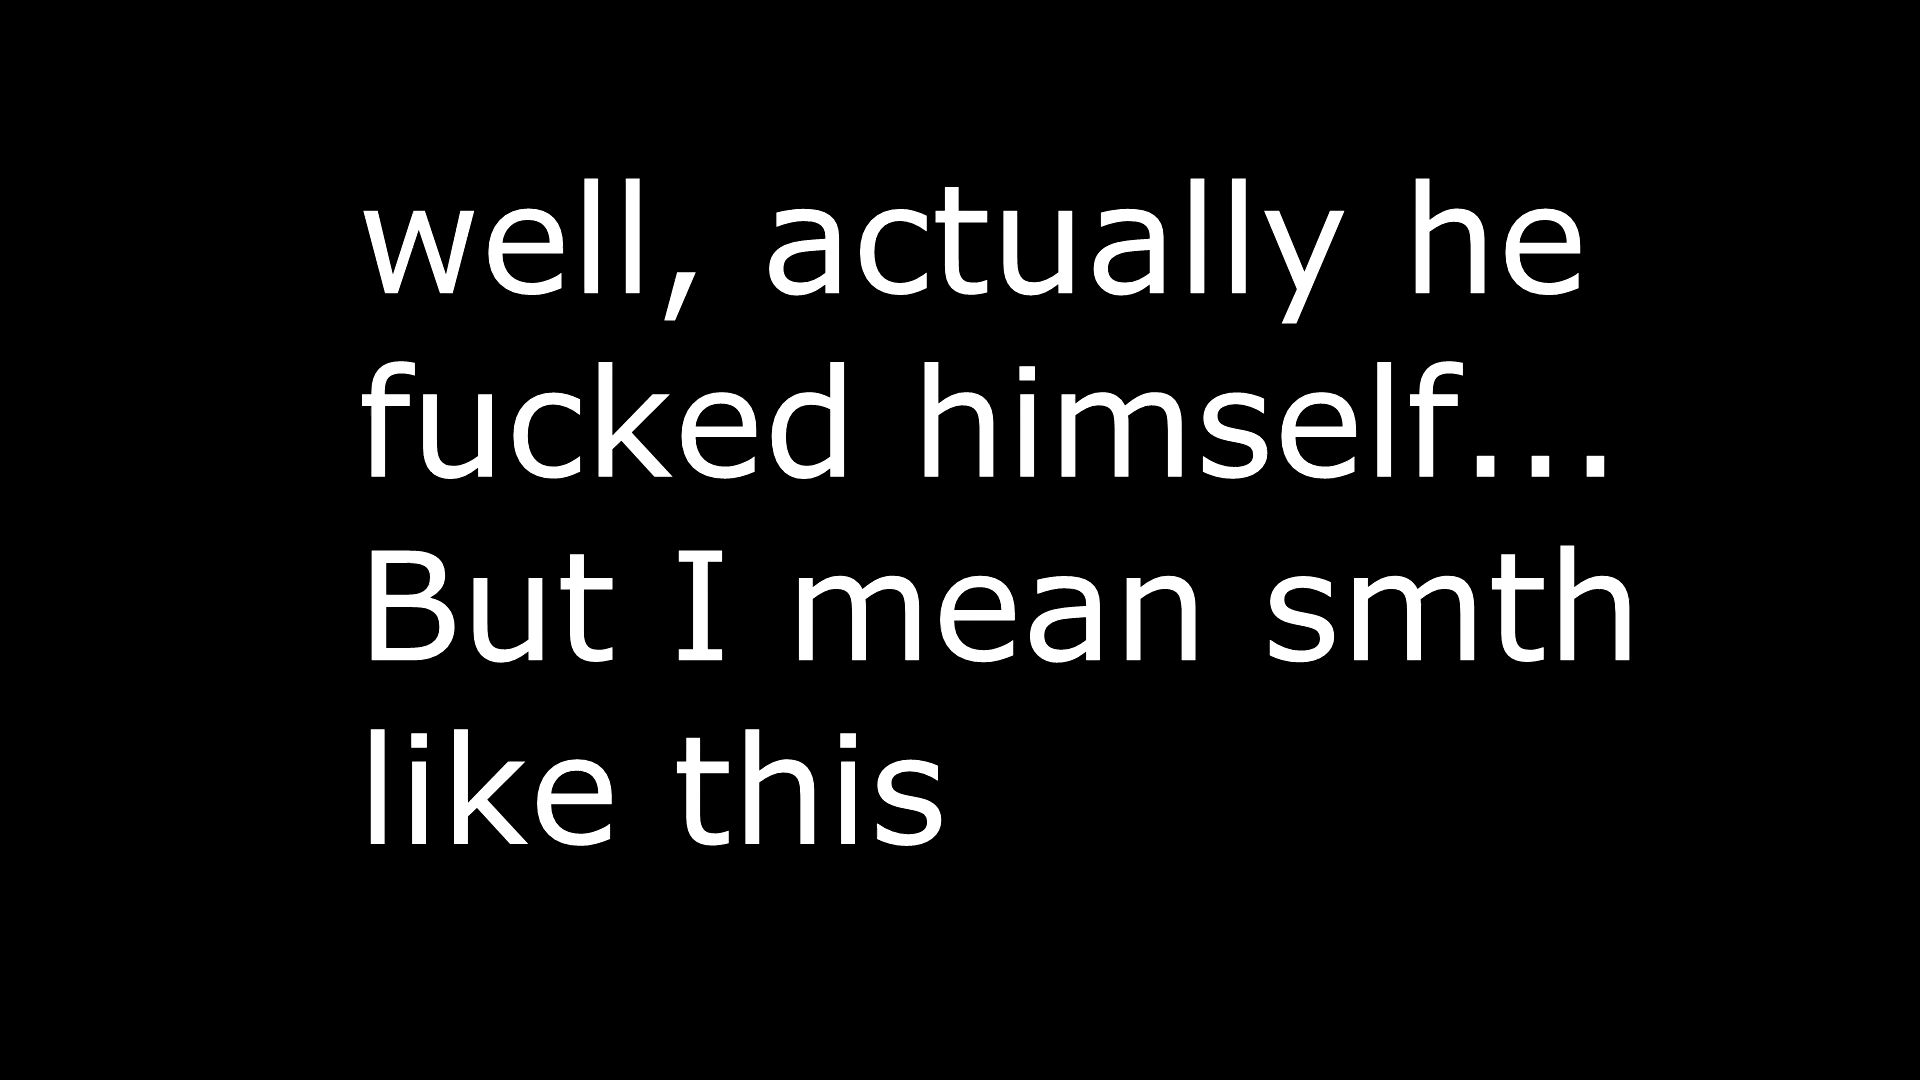 well, actually he
fucked himself...
But I mean smth
like this